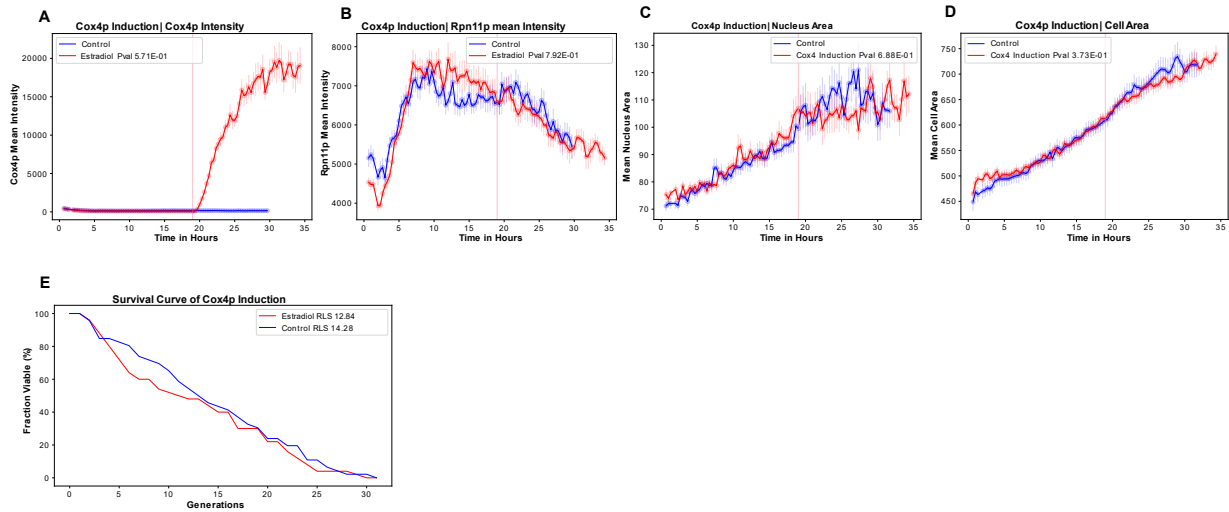 A
Cox4p Induction| Cox4p Intensity
Control
Estradiol Pval 5.71E-01
Cox4p Mean Intensity
20000
15000
10000
5000
0
0 5 10 15 20 25 30 35
Time in Hours
B
Cox4p Induction| Rpn11p mean Intensity
Control
Estradiol Pval 7.92E-01
Rpn11p Mean Intensity
8000
7000
6000
5000
4000
0 5 10 15 20 25 30 35
Time in Hours
C
Cox4p Induction| Nucleus Area
Control
Cox4 Induction Pval 6.88E-01
Mean Nucleus Area
130
120
110
100
90
80
70
0 5 10 15 20 25 30 35
Time in Hours
D
Cox4p Induction| Cell Area
Control
Cox4 Induction Pval 3.73E-01
Mean Cell Area
750
700
650
600
550
500
450
0 5 10 15 20 25 30 35
Time in Hours
E
Survival Curve of Cox4p Induction
Estradiol RLS 12.84
Control RLS 14.28
Fraction Viable (%)
100
80
60
40
20
0
0 5 10 15 20 25 30
Generations